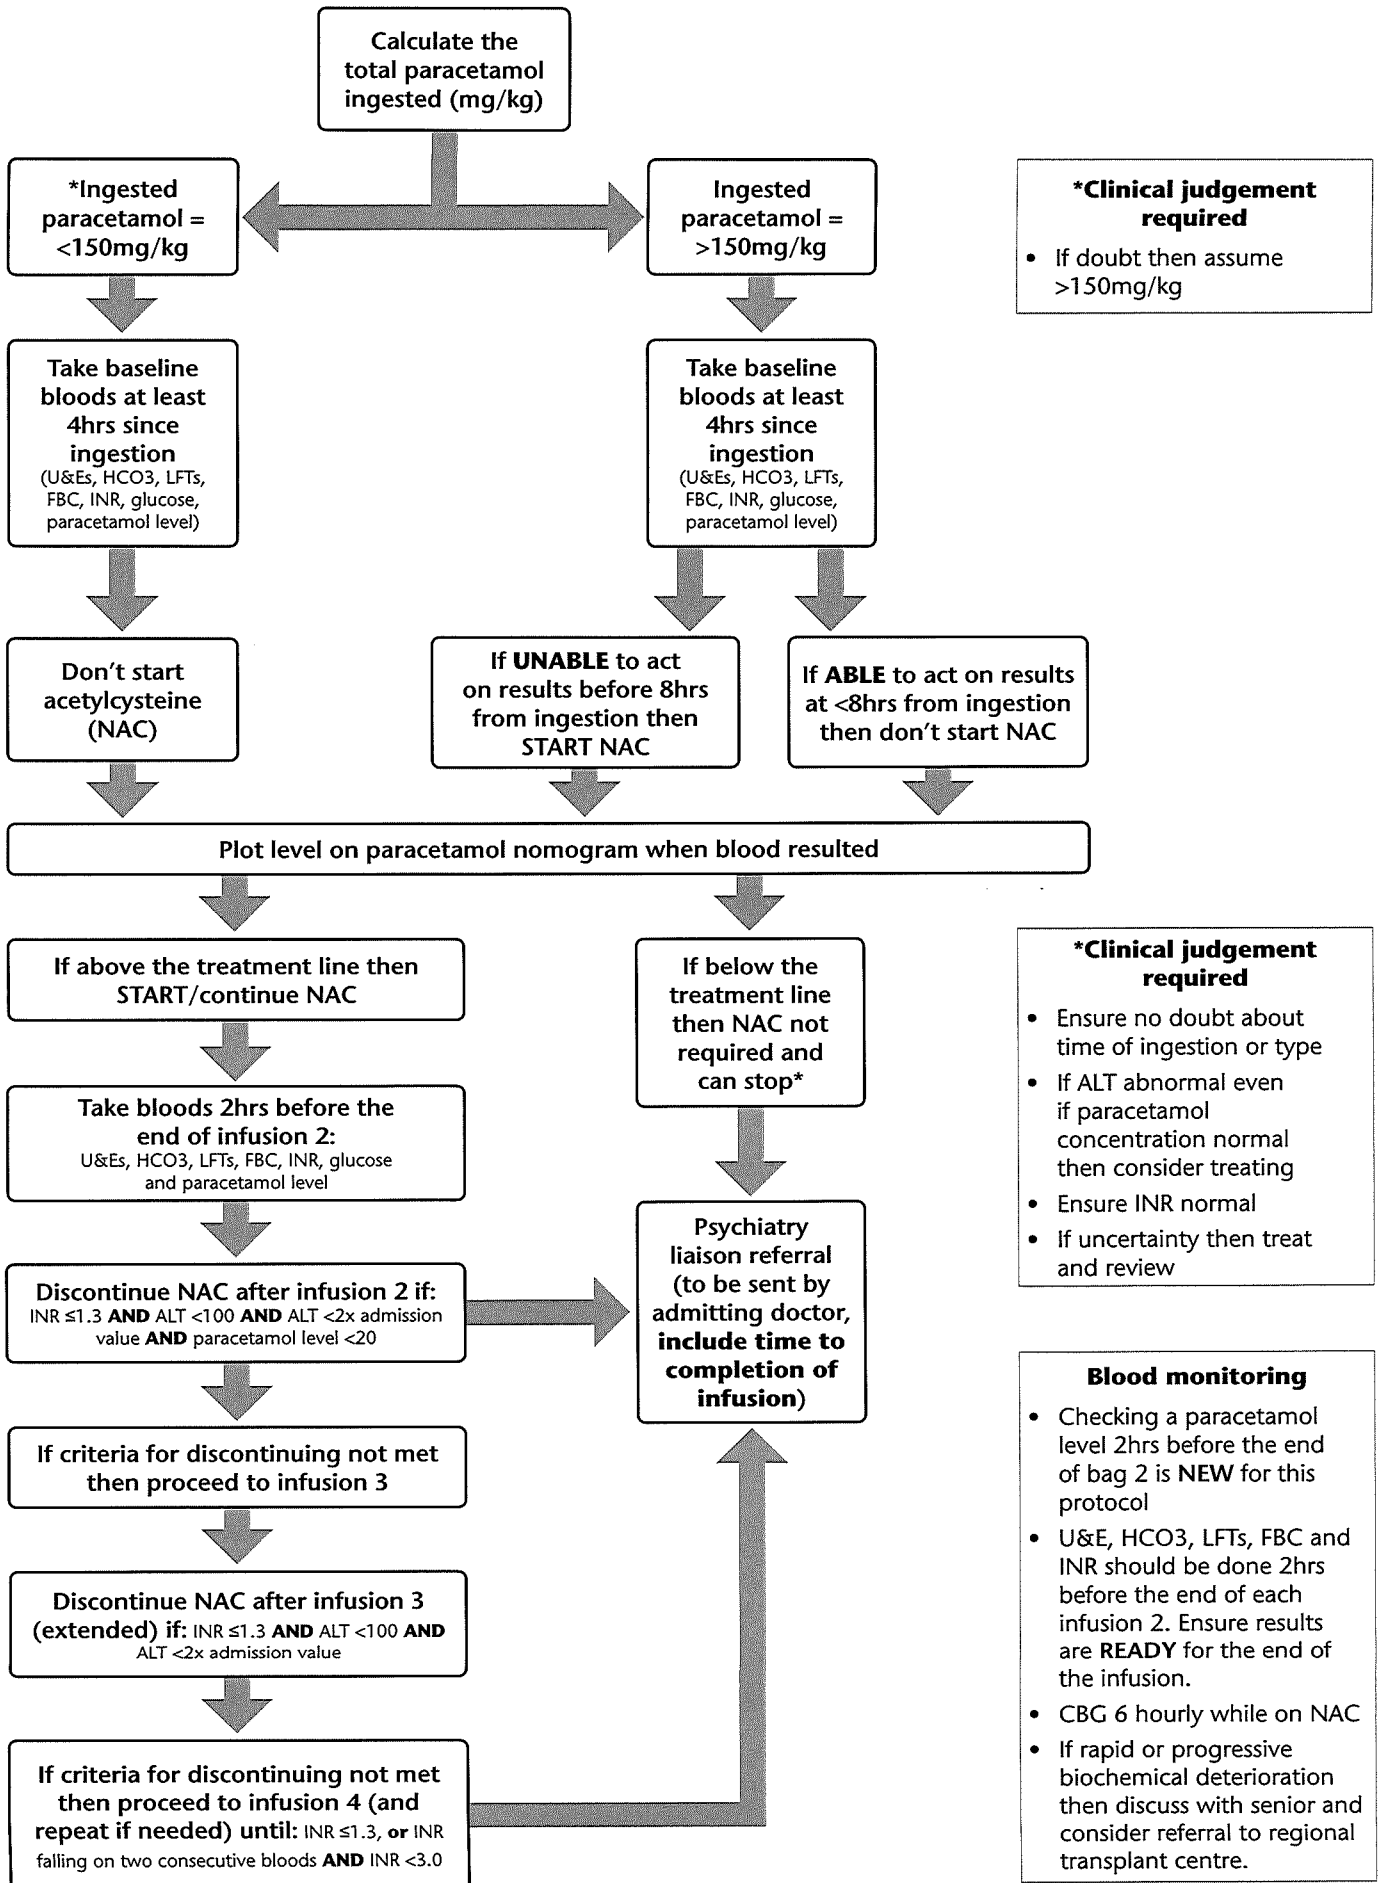 Calculate the
total paracetamol
ingested (mg/kg)
*Ingested
paracetamol =
<150mg/kg
Ingested
paracetamol =
>150mg/kg
*Clinical judgement
required
• If doubt then assume
>150mg/kg
Take baseline
bloods at least
4hrs since
ingestion
(U&Es, HCO3, LFTs,
FBC, INR, glucose,
paracetamol level)
Take baseline
bloods at least
4hrs since
ingestion
(U&Es, HCO3, LFTs,
FBC, INR, glucose,
paracetamol level)
Don't start
acetylcysteine
(NAC)
If UNABLE to act
on results before 8hrs
from ingestion then
START NAC
If ABLE to act on results
at <8hrs from ingestion
then don't start NAC
Plot level on paracetamol nomogram when blood resulted
If above the treatment line then
START/continue NAC
If below the
treatment line
then NAC not
required and
can stop*
*Clinical judgement
required
• Ensure no doubt about
time of ingestion or type
• If ALT abnormal even
if paracetamol
concentration normal
then consider treating
• Ensure INR normal
• If uncertainty then treat
and review
Take bloods 2hrs before the
end of infusion 2:
U&Es, HCO3, LFTs, FBC, INR, glucose
and paracetamol level
Discontinue NAC after infusion 2 if:
INR ≤1.3 AND ALT <100 AND ALT <2x admission
value AND paracetamol level <20
Psychiatry
liaison referral
(to be sent by
admitting doctor,
include time to
completion of
infusion)
If criteria for discontinuing not met
then proceed to infusion 3
Discontinue NAC after infusion 3
(extended) if: INR ≤1.3 AND ALT <100 AND
ALT <2x admission value
If criteria for discontinuing not met
then proceed to infusion 4 (and
repeat if needed) until: INR ≤1.3, or INR
falling on two consecutive bloods AND INR <3.0
Blood monitoring
• Checking a paracetamol
level 2hrs before the end
of bag 2 is NEW for this
protocol
• U&E, HCO3, LFTs, FBC and
INR should be done 2hrs
before the end of each
infusion 2. Ensure results
are READY for the end of
the infusion.
• CBG 6 hourly while on NAC
• If rapid or progressive
biochemical deterioration
then discuss with senior and
consider referral to regional
transplant centre.